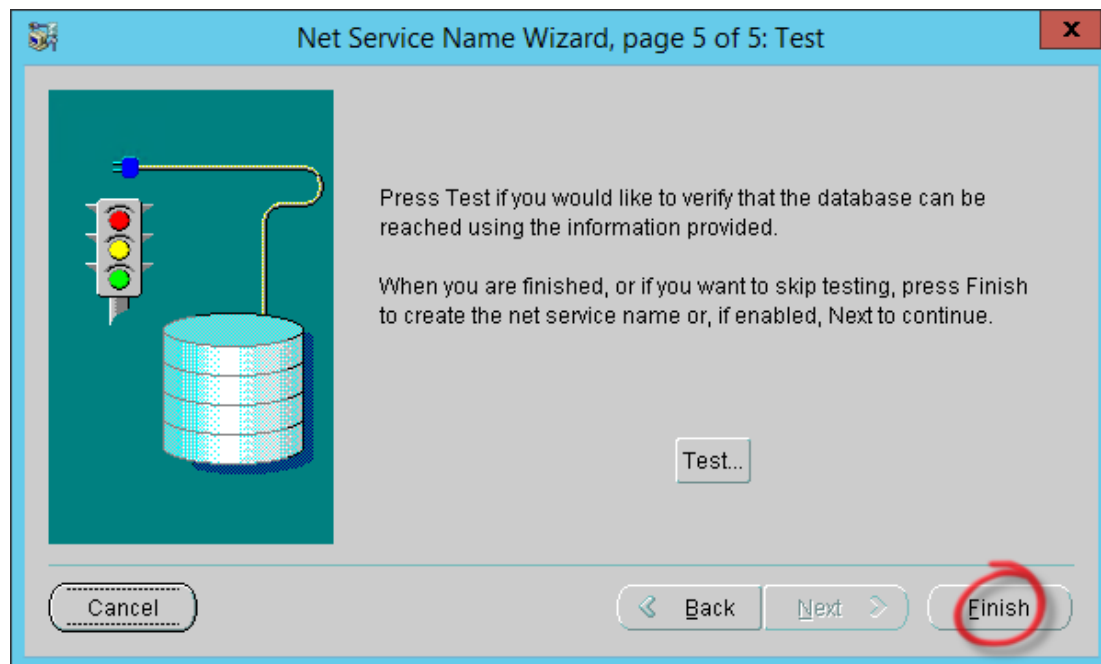 Net Service Name Wizard, page 5 of 5: Test
x
Press Test if you would like to verify that the database can be
reached using the information provided.
When you are finished, or if you want to skip testing, press Finish
to create the net service name or, if enabled, Next to continue.
Test...
Cancel
Back
Next
Finish